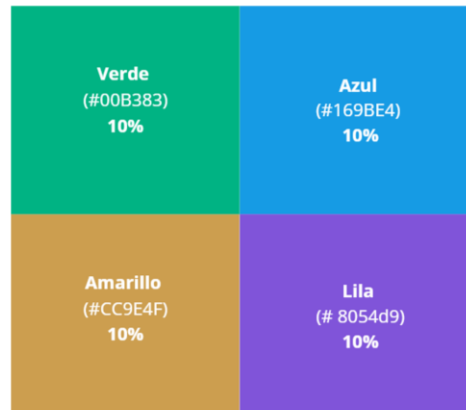 Verde
(#00B383)
10%
Azul
(#169BE4)
10%
Amarillo
(#CC9E4F)
10%
Lila
(# 8054d9)
10%